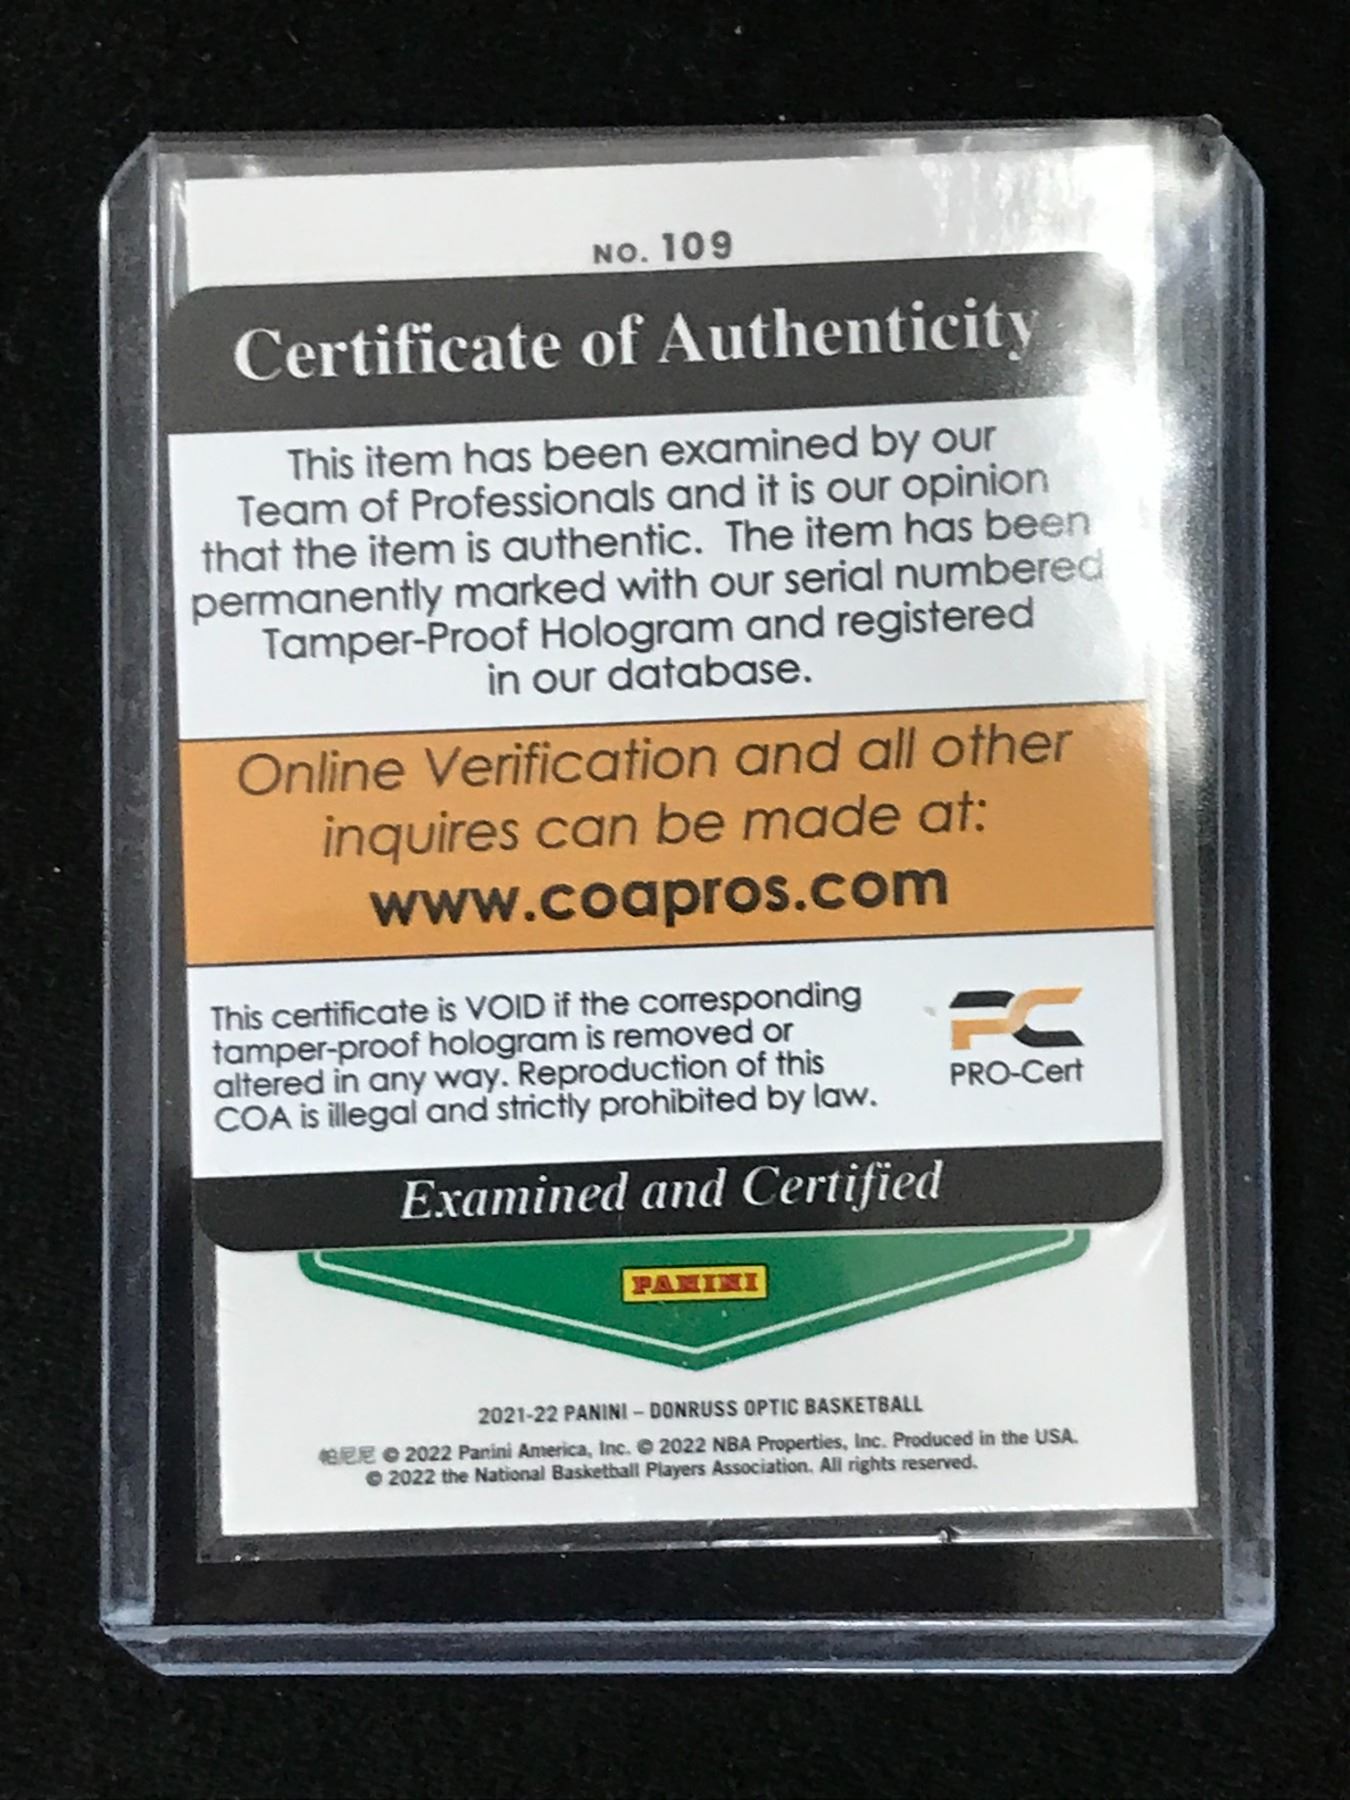 NO. 109
Certificate of Authenticity
This item has been examined by our
Team of Professionals and it is our opinion
that the item is authentic. The item has been
permanently marked with our serial numbered
Tamper-Proof Hologram and registered
in our database.
Online Verification and all other
inquires can be made at:
www.coapros.com
This certificate is VOID if the corresponding
tamper-proof hologram is removed or
altered in any way. Reproduction of this
COA is illegal and strictly prohibited by law.
PC
PRO-Cert
Examined and Certified
PANINI
2021-22 PANINI – DONRUSS OPTIC BASKETBALL
帕尼尼 © 2022 Panini America, Inc. © 2022 NBA Properties, Inc. Produced in the USA.
© 2022 the National Basketball Players Association. All rights reserved.